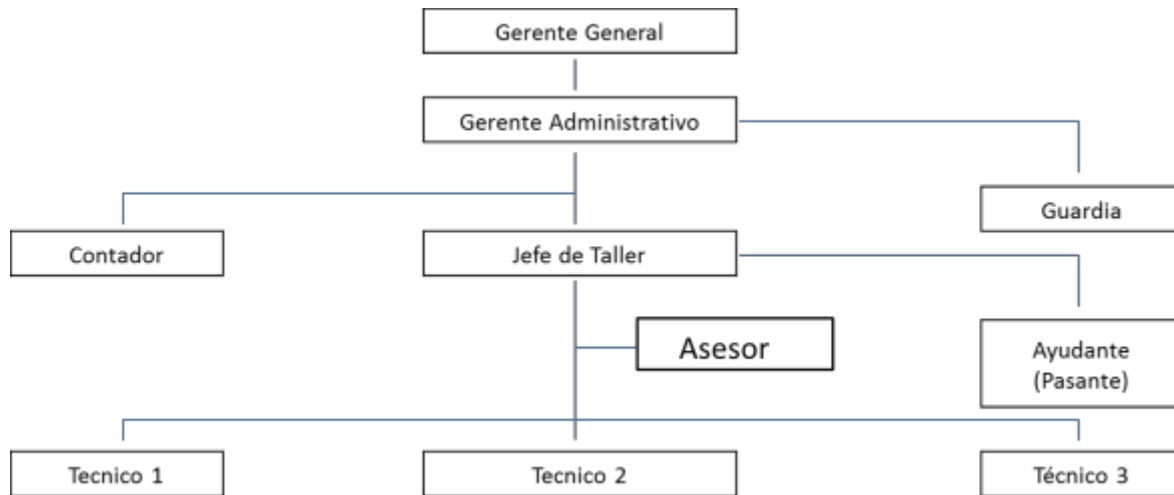 Gerente General
Gerente Administrativo
Guardia
Contador
Jefe de Taller
Asesor
Ayudante
(Pasante)
Tecnico 1
Tecnico 2
Técnico 3